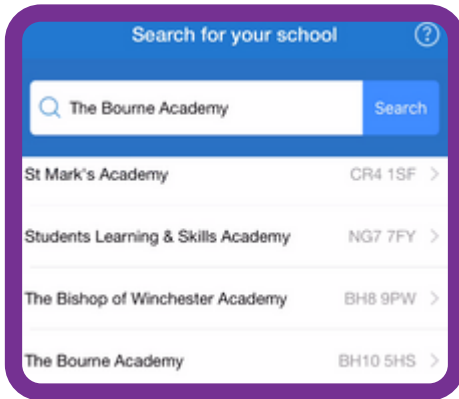 Search for your school ?
The Bourne Academy Search
St Mark's Academy CR4 1SF >
Students Learning & Skills Academy NG7 7FY >
The Bishop of Winchester Academy BH8 9PW >
The Bourne Academy BH10 5HS >